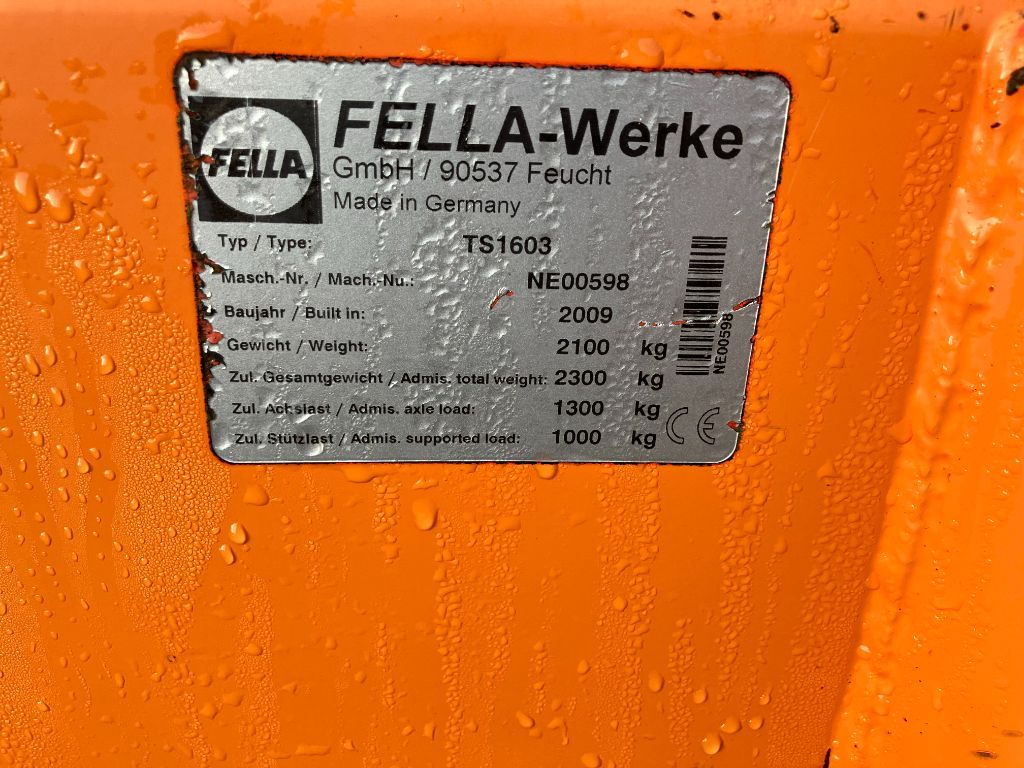 FELLA
FELLA-Werke
GmbH / 90537 Feucht
Made in Germany
Typ / Type: TS1603
Masch.-Nr. / Mach.-Nu.: NE00598
Baujahr / Built in: 2009
Gewicht / Weight: 2100 kg
Zul. Gesamtgewicht / Admis. total weight: 2300 kg
Zul. Achslast / Admis. axle load: 1300 kg
Zul. Stützlast / Admis. supported load: 1000 kg
CE
NE00598